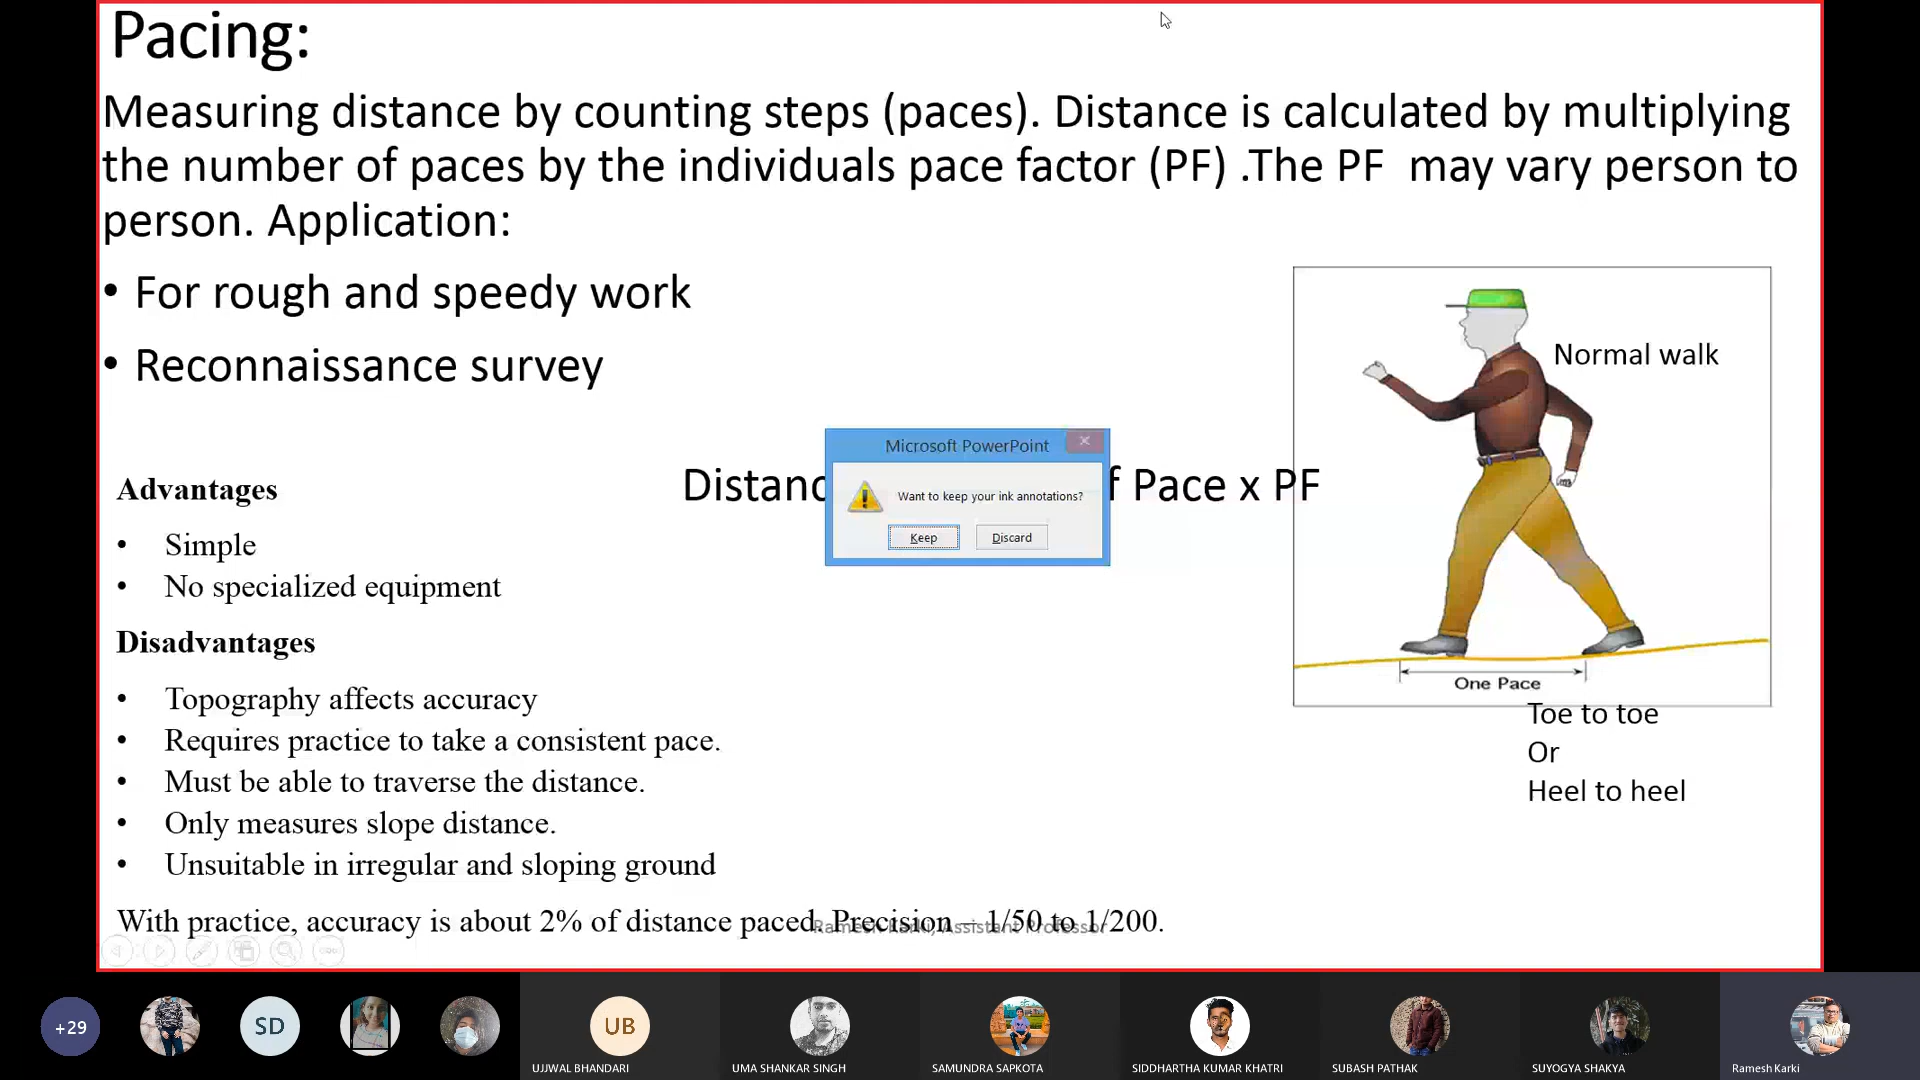 Pacing:
Measuring distance by counting steps (paces). Distance is calculated by multiplying
the number of paces by the individuals pace factor (PF) .The PF may vary person to
person. Application:
• For rough and speedy work
• Reconnaissance survey
Normal walk
Microsoft PowerPoint
Want to keep your ink annotations?
Keep
Discard
Distanc
f Pace x PF
Advantages
• Simple
• No specialized equipment
Disadvantages
• Topography affects accuracy
• Requires practice to take a consistent pace.
• Must be able to traverse the distance.
• Only measures slope distance.
• Unsuitable in irregular and sloping ground
With practice, accuracy is about 2% of distance paced. Precision – 1/50 to 1/200.
Ramesh Karki, Assistant Professor
One Pace
Toe to toe
Or
Heel to heel
+29
SD
UB
UJJWAL BHANDARI
UMA SHANKAR SINGH
SAMUNDRA SAPKOTA
SIDDHARTHA KUMAR KHATRI
SUBASH PATHAK
SUYOGYA SHAKYA
Ramesh Karki